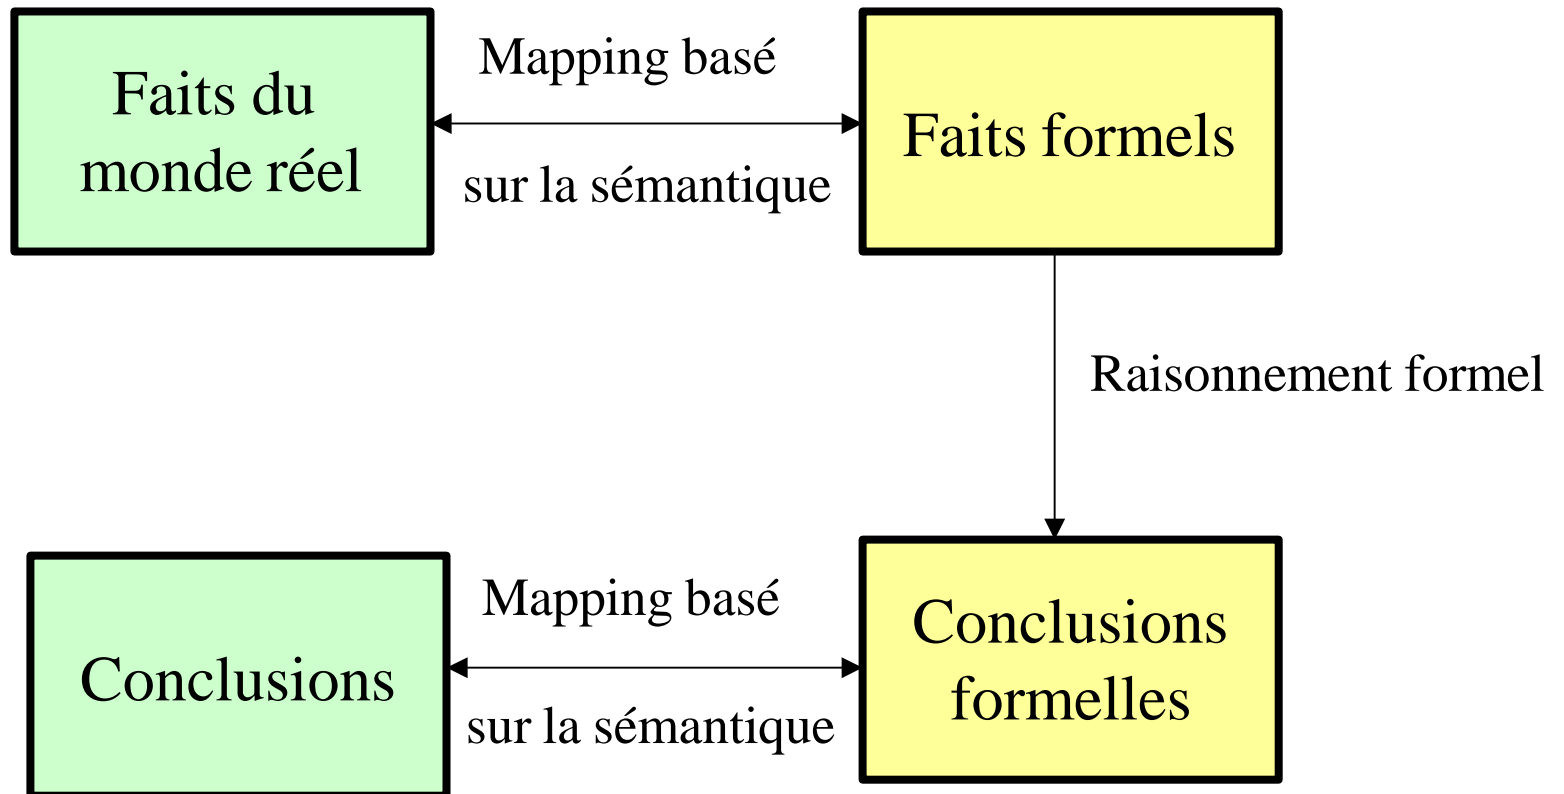 Faits du
monde réel
Mapping basé
sur la sémantique
Faits formels
Raisonnement formel
Conclusions
Mapping basé
sur la sémantique
Conclusions
formelles